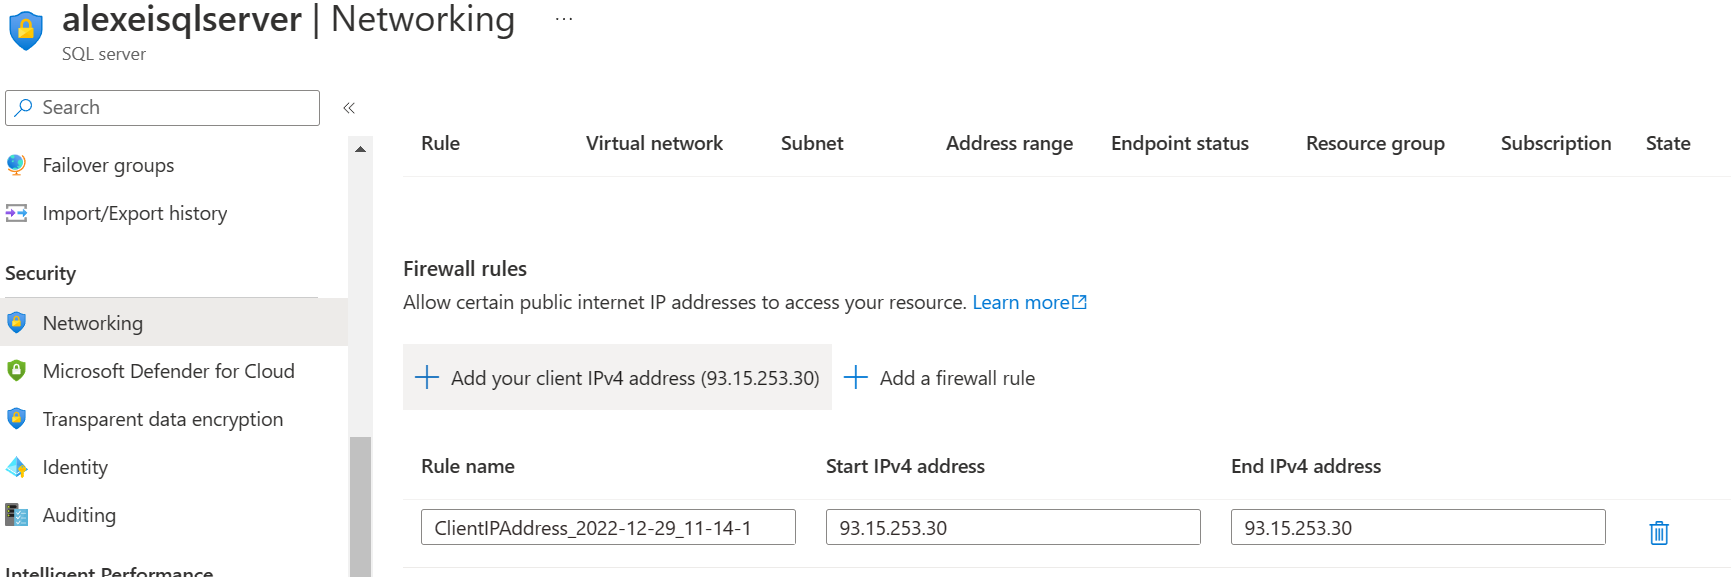 alexeisqlserver | Networking ...
SQL server
Search
«
Failover groups
Import/Export history
Security
Networking
Microsoft Defender for Cloud
Transparent data encryption
Identity
Auditing
Intelligent Performance
Rule Virtual network Subnet Address range Endpoint status Resource group Subscription State
Firewall rules
Allow certain public internet IP addresses to access your resource. Learn more
Add your client IPv4 address (93.15.253.30) Add a firewall rule
Rule name Start IPv4 address End IPv4 address
ClientIPAddress_2022-12-29_11-14-1 93.15.253.30 93.15.253.30